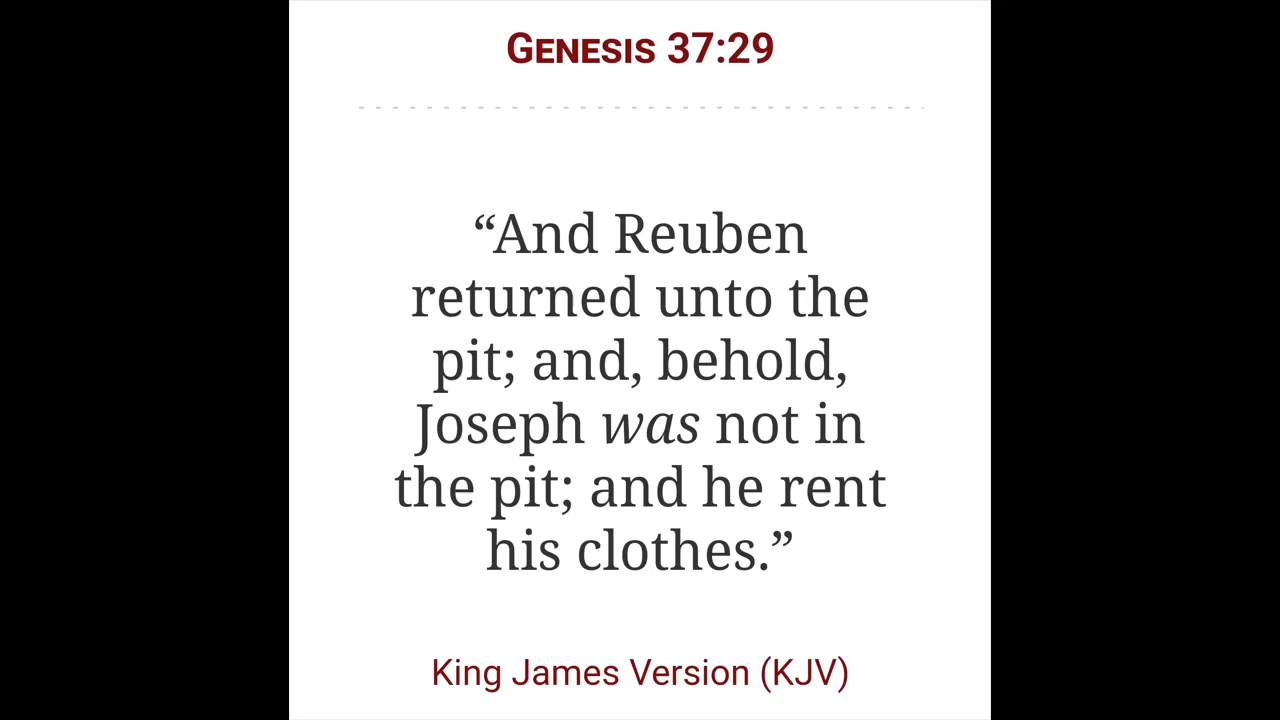 Genesis 37:29
“And Reuben
returned unto the
pit; and, behold,
Joseph was not in
the pit; and he rent
his clothes.”
King James Version (KJV)